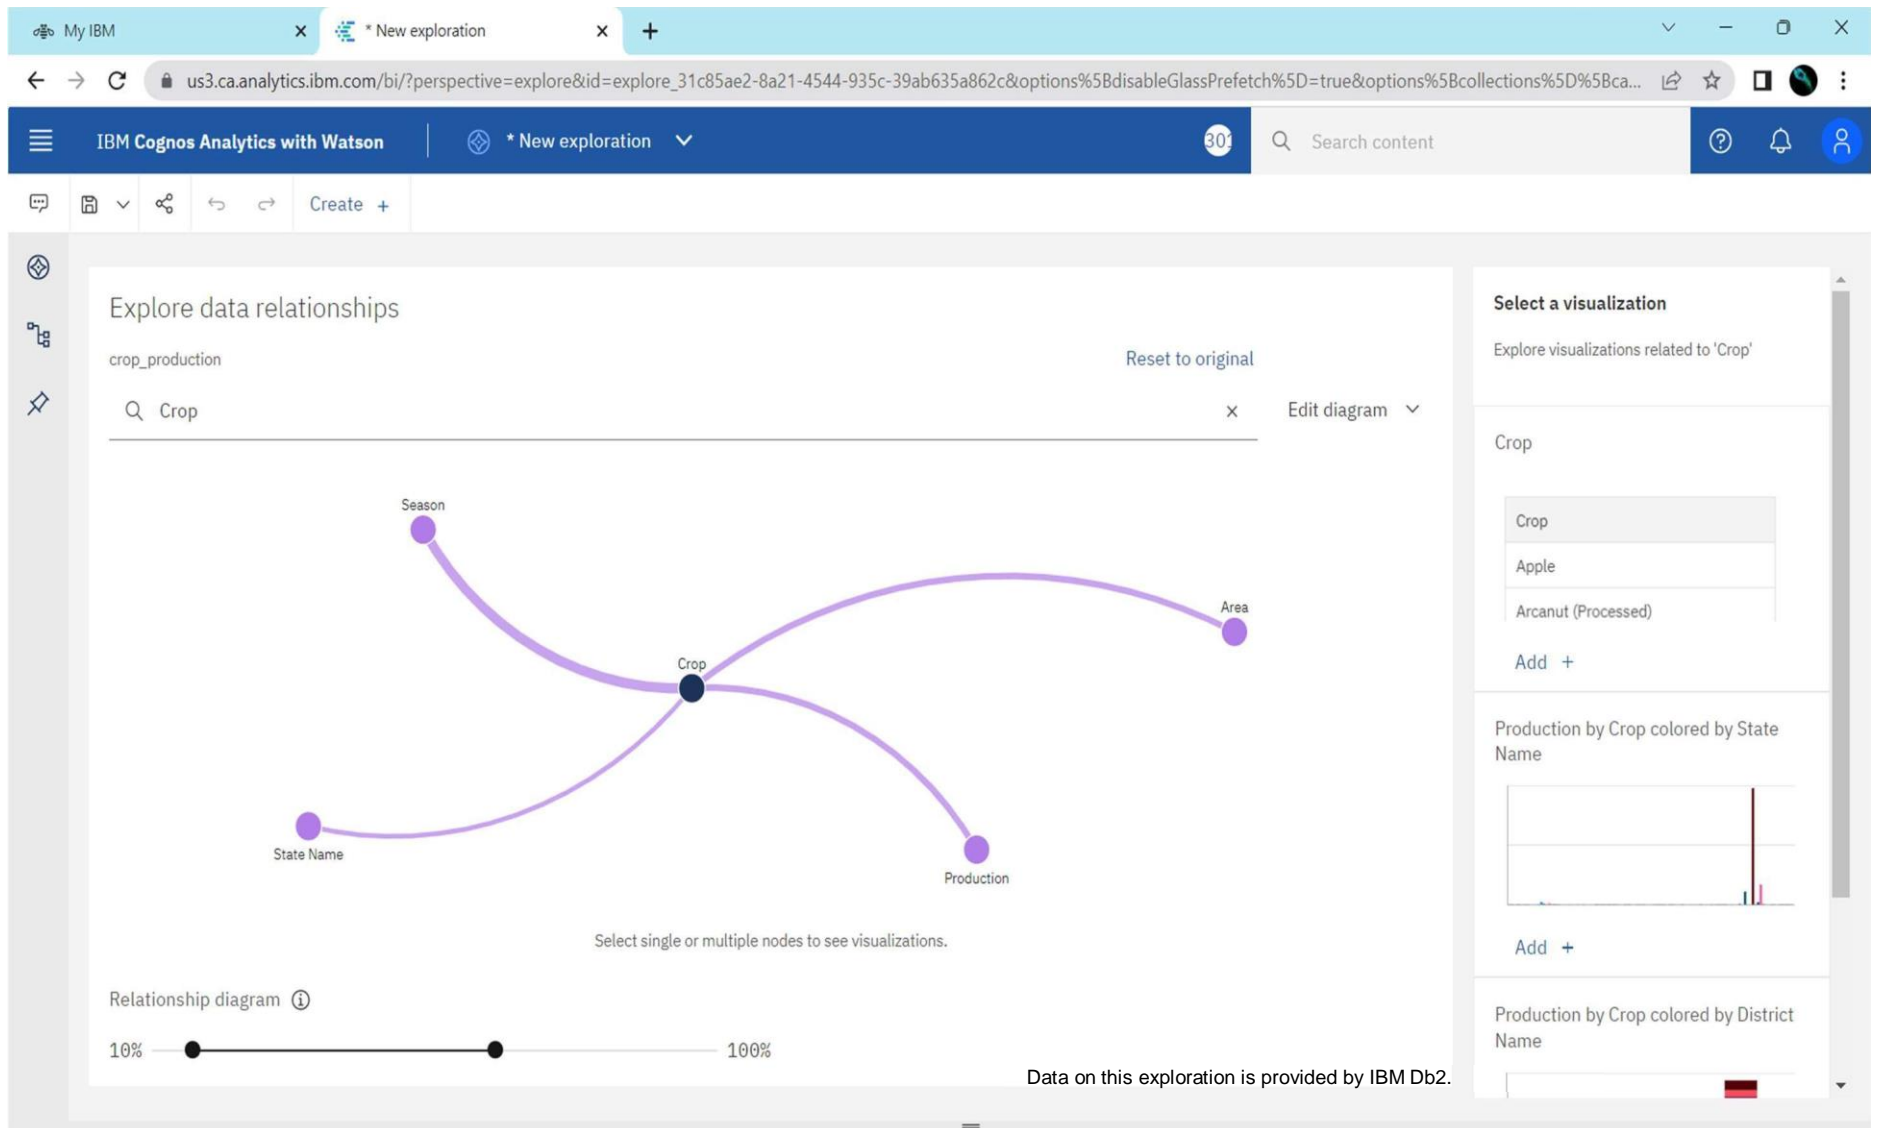 My IBM
* New exploration
us3.ca.analytics.ibm.com/bi/?perspective=explore&id=explore_31c85ae2-8a21-4544-935c-39ab635a862c&options%5BdisableGlassPrefetch%5D=true&options%5Bcollections%5D%5Bca...
IBM Cognos Analytics with Watson
* New exploration
301
Search content
Create +
Explore data relationships
crop_production
Reset to original
Crop
Edit diagram
Season
Area
Crop
State Name
Production
Select single or multiple nodes to see visualizations.
Relationship diagram
10%
100%
Data on this exploration is provided by IBM Db2.
Select a visualization
Explore visualizations related to 'Crop'
Crop
Crop
Apple
Arcanut (Processed)
Add +
Production by Crop colored by State
Name
Add +
Production by Crop colored by District
Name